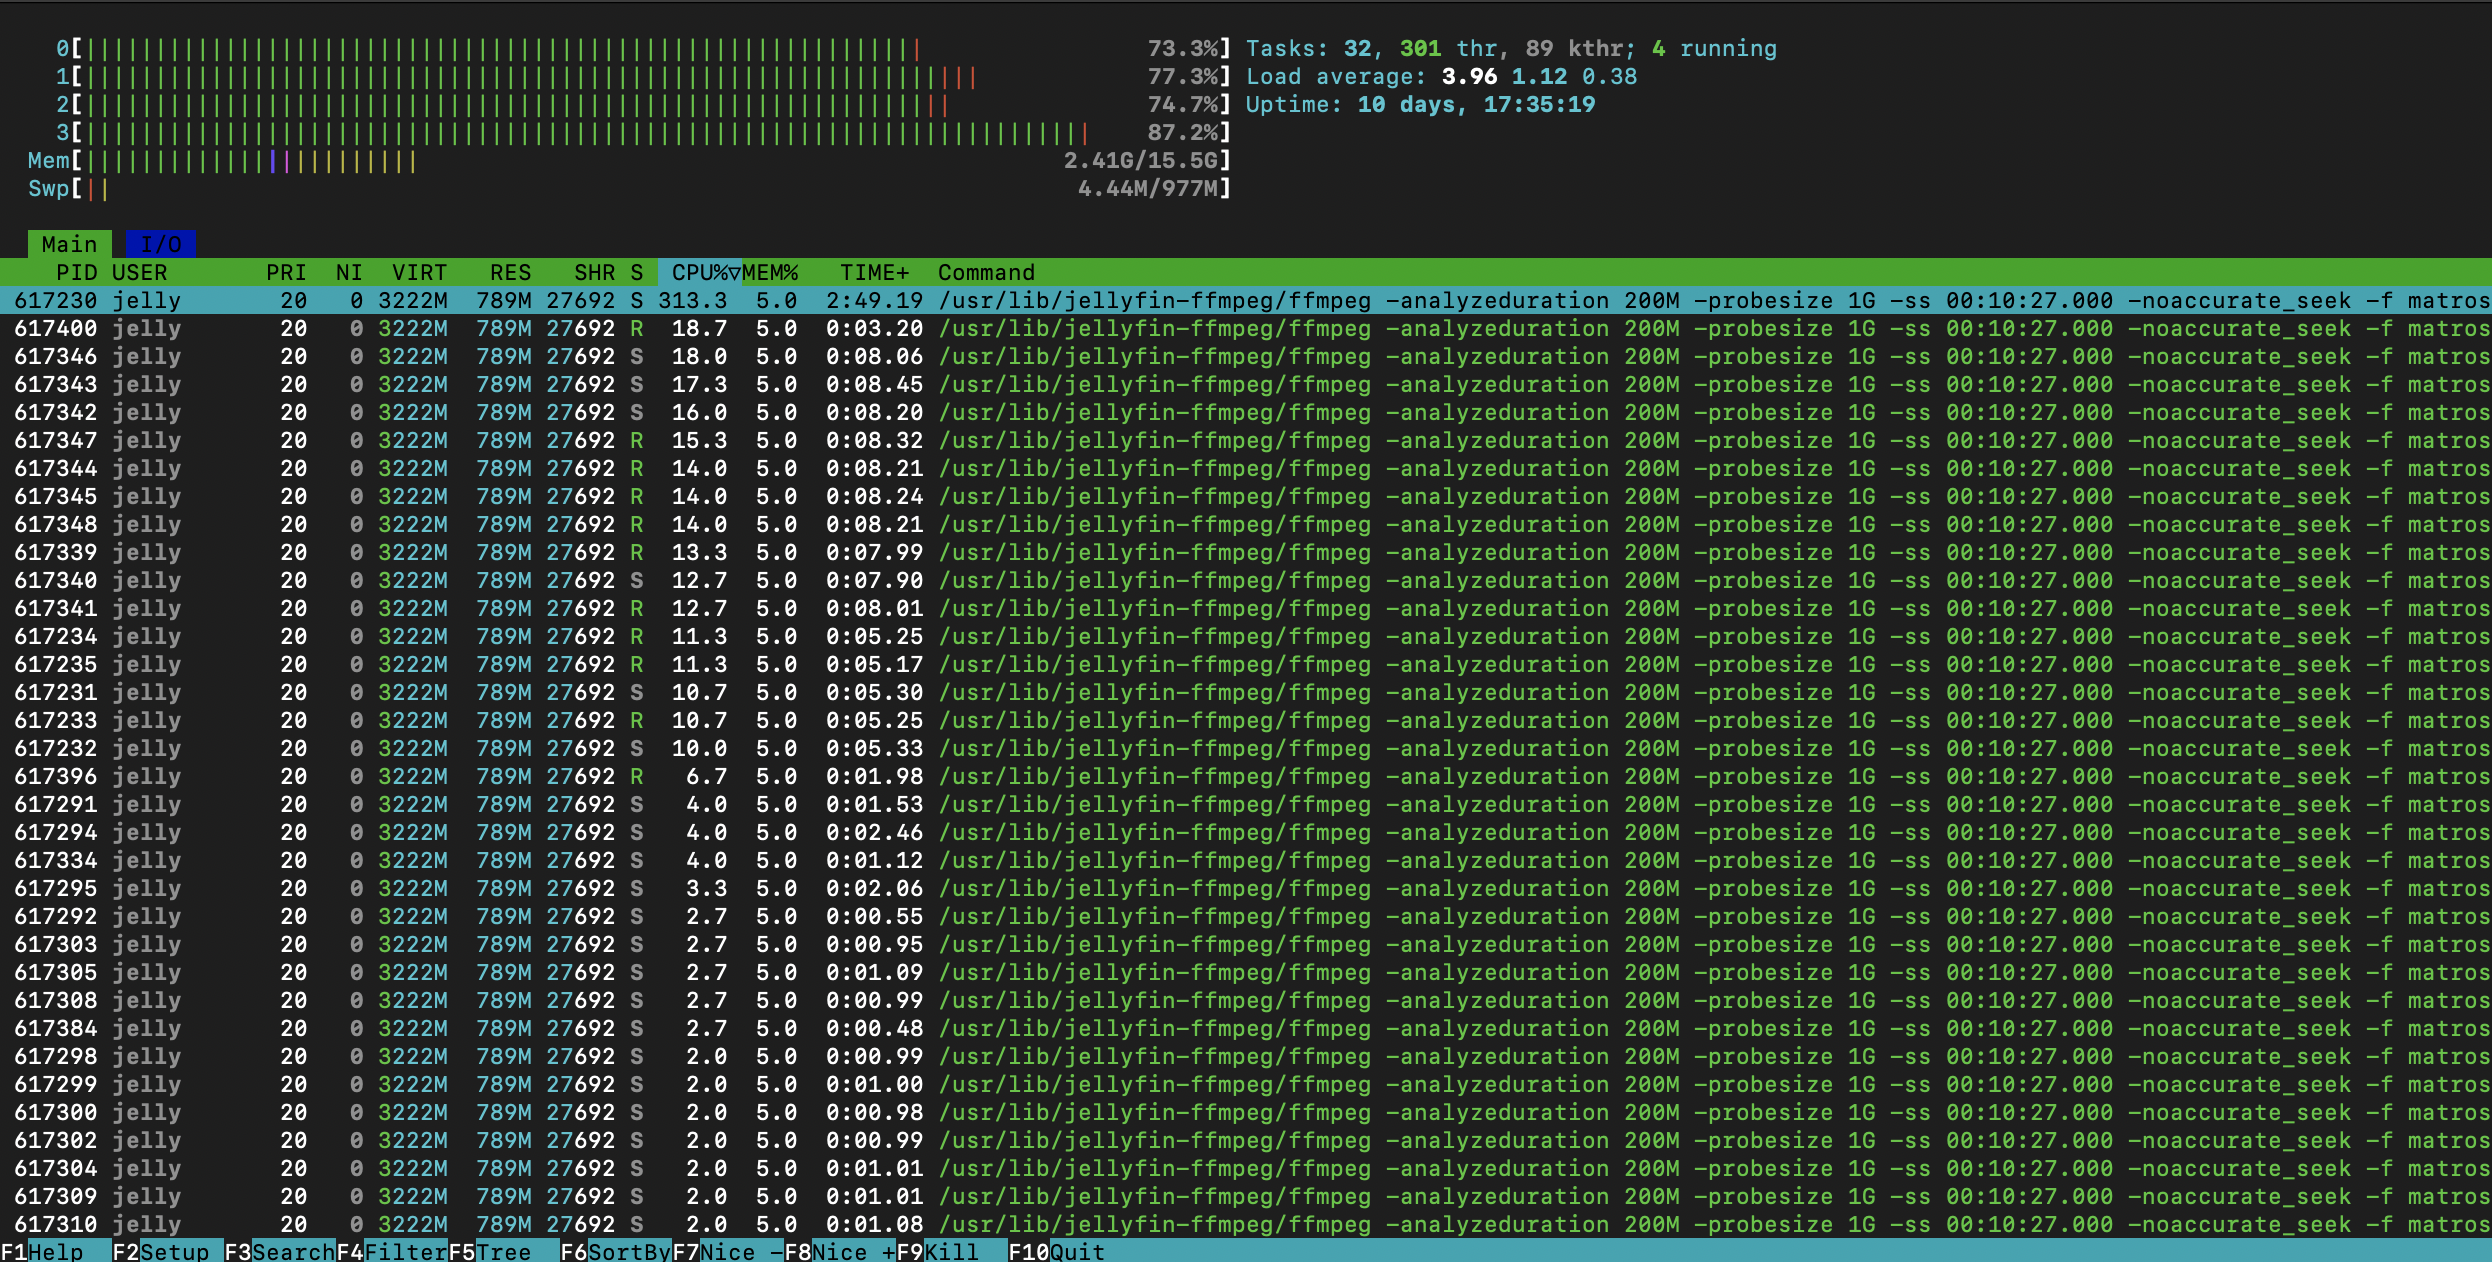 0[ 73.3%] Tasks: 32, 301 thr, 89 kthr; 4 running
1[ 77.3%] Load average: 3.96 1.12 0.38
2[ 74.7%] Uptime: 10 days, 17:35:19
3[ 87.2%]
Mem[ 2.41G/15.5G]
Swp[ 4.44M/977M]
Main I/O
PID USER PRI NI VIRT RES SHR S CPU%▽MEM% TIME+ Command
617230 jelly 20 0 3222M 789M 27692 S 313.3 5.0 2:49.19 /usr/lib/jellyfin-ffmpeg/ffmpeg -analyzeduration 200M -probesize 1G -ss 00:10:27.000 -noaccurate_seek -f matros
617400 jelly 20 0 3222M 789M 27692 R 18.7 5.0 0:03.20 /usr/lib/jellyfin-ffmpeg/ffmpeg -analyzeduration 200M -probesize 1G -ss 00:10:27.000 -noaccurate_seek -f matros
617346 jelly 20 0 3222M 789M 27692 S 18.0 5.0 0:08.06 /usr/lib/jellyfin-ffmpeg/ffmpeg -analyzeduration 200M -probesize 1G -ss 00:10:27.000 -noaccurate_seek -f matros
617343 jelly 20 0 3222M 789M 27692 S 17.3 5.0 0:08.45 /usr/lib/jellyfin-ffmpeg/ffmpeg -analyzeduration 200M -probesize 1G -ss 00:10:27.000 -noaccurate_seek -f matros
617342 jelly 20 0 3222M 789M 27692 S 16.0 5.0 0:08.20 /usr/lib/jellyfin-ffmpeg/ffmpeg -analyzeduration 200M -probesize 1G -ss 00:10:27.000 -noaccurate_seek -f matros
617347 jelly 20 0 3222M 789M 27692 R 15.3 5.0 0:08.32 /usr/lib/jellyfin-ffmpeg/ffmpeg -analyzeduration 200M -probesize 1G -ss 00:10:27.000 -noaccurate_seek -f matros
617344 jelly 20 0 3222M 789M 27692 R 14.0 5.0 0:08.21 /usr/lib/jellyfin-ffmpeg/ffmpeg -analyzeduration 200M -probesize 1G -ss 00:10:27.000 -noaccurate_seek -f matros
617345 jelly 20 0 3222M 789M 27692 R 14.0 5.0 0:08.24 /usr/lib/jellyfin-ffmpeg/ffmpeg -analyzeduration 200M -probesize 1G -ss 00:10:27.000 -noaccurate_seek -f matros
617348 jelly 20 0 3222M 789M 27692 R 14.0 5.0 0:08.21 /usr/lib/jellyfin-ffmpeg/ffmpeg -analyzeduration 200M -probesize 1G -ss 00:10:27.000 -noaccurate_seek -f matros
617339 jelly 20 0 3222M 789M 27692 R 13.3 5.0 0:07.99 /usr/lib/jellyfin-ffmpeg/ffmpeg -analyzeduration 200M -probesize 1G -ss 00:10:27.000 -noaccurate_seek -f matros
617340 jelly 20 0 3222M 789M 27692 S 12.7 5.0 0:07.90 /usr/lib/jellyfin-ffmpeg/ffmpeg -analyzeduration 200M -probesize 1G -ss 00:10:27.000 -noaccurate_seek -f matros
617341 jelly 20 0 3222M 789M 27692 R 12.7 5.0 0:08.01 /usr/lib/jellyfin-ffmpeg/ffmpeg -analyzeduration 200M -probesize 1G -ss 00:10:27.000 -noaccurate_seek -f matros
617234 jelly 20 0 3222M 789M 27692 R 11.3 5.0 0:05.25 /usr/lib/jellyfin-ffmpeg/ffmpeg -analyzeduration 200M -probesize 1G -ss 00:10:27.000 -noaccurate_seek -f matros
617235 jelly 20 0 3222M 789M 27692 R 11.3 5.0 0:05.17 /usr/lib/jellyfin-ffmpeg/ffmpeg -analyzeduration 200M -probesize 1G -ss 00:10:27.000 -noaccurate_seek -f matros
617231 jelly 20 0 3222M 789M 27692 S 10.7 5.0 0:05.30 /usr/lib/jellyfin-ffmpeg/ffmpeg -analyzeduration 200M -probesize 1G -ss 00:10:27.000 -noaccurate_seek -f matros
617233 jelly 20 0 3222M 789M 27692 R 10.7 5.0 0:05.25 /usr/lib/jellyfin-ffmpeg/ffmpeg -analyzeduration 200M -probesize 1G -ss 00:10:27.000 -noaccurate_seek -f matros
617232 jelly 20 0 3222M 789M 27692 S 10.0 5.0 0:05.33 /usr/lib/jellyfin-ffmpeg/ffmpeg -analyzeduration 200M -probesize 1G -ss 00:10:27.000 -noaccurate_seek -f matros
617396 jelly 20 0 3222M 789M 27692 R 6.7 5.0 0:01.98 /usr/lib/jellyfin-ffmpeg/ffmpeg -analyzeduration 200M -probesize 1G -ss 00:10:27.000 -noaccurate_seek -f matros
617291 jelly 20 0 3222M 789M 27692 S 4.0 5.0 0:01.53 /usr/lib/jellyfin-ffmpeg/ffmpeg -analyzeduration 200M -probesize 1G -ss 00:10:27.000 -noaccurate_seek -f matros
617294 jelly 20 0 3222M 789M 27692 S 4.0 5.0 0:02.46 /usr/lib/jellyfin-ffmpeg/ffmpeg -analyzeduration 200M -probesize 1G -ss 00:10:27.000 -noaccurate_seek -f matros
617334 jelly 20 0 3222M 789M 27692 S 4.0 5.0 0:01.12 /usr/lib/jellyfin-ffmpeg/ffmpeg -analyzeduration 200M -probesize 1G -ss 00:10:27.000 -noaccurate_seek -f matros
617295 jelly 20 0 3222M 789M 27692 S 3.3 5.0 0:02.06 /usr/lib/jellyfin-ffmpeg/ffmpeg -analyzeduration 200M -probesize 1G -ss 00:10:27.000 -noaccurate_seek -f matros
617292 jelly 20 0 3222M 789M 27692 S 2.7 5.0 0:00.55 /usr/lib/jellyfin-ffmpeg/ffmpeg -analyzeduration 200M -probesize 1G -ss 00:10:27.000 -noaccurate_seek -f matros
617303 jelly 20 0 3222M 789M 27692 S 2.7 5.0 0:00.95 /usr/lib/jellyfin-ffmpeg/ffmpeg -analyzeduration 200M -probesize 1G -ss 00:10:27.000 -noaccurate_seek -f matros
617305 jelly 20 0 3222M 789M 27692 S 2.7 5.0 0:01.09 /usr/lib/jellyfin-ffmpeg/ffmpeg -analyzeduration 200M -probesize 1G -ss 00:10:27.000 -noaccurate_seek -f matros
617308 jelly 20 0 3222M 789M 27692 S 2.7 5.0 0:00.99 /usr/lib/jellyfin-ffmpeg/ffmpeg -analyzeduration 200M -probesize 1G -ss 00:10:27.000 -noaccurate_seek -f matros
617384 jelly 20 0 3222M 789M 27692 S 2.7 5.0 0:00.48 /usr/lib/jellyfin-ffmpeg/ffmpeg -analyzeduration 200M -probesize 1G -ss 00:10:27.000 -noaccurate_seek -f matros
617298 jelly 20 0 3222M 789M 27692 S 2.0 5.0 0:00.99 /usr/lib/jellyfin-ffmpeg/ffmpeg -analyzeduration 200M -probesize 1G -ss 00:10:27.000 -noaccurate_seek -f matros
617299 jelly 20 0 3222M 789M 27692 S 2.0 5.0 0:01.00 /usr/lib/jellyfin-ffmpeg/ffmpeg -analyzeduration 200M -probesize 1G -ss 00:10:27.000 -noaccurate_seek -f matros
617300 jelly 20 0 3222M 789M 27692 S 2.0 5.0 0:00.98 /usr/lib/jellyfin-ffmpeg/ffmpeg -analyzeduration 200M -probesize 1G -ss 00:10:27.000 -noaccurate_seek -f matros
617302 jelly 20 0 3222M 789M 27692 S 2.0 5.0 0:00.99 /usr/lib/jellyfin-ffmpeg/ffmpeg -analyzeduration 200M -probesize 1G -ss 00:10:27.000 -noaccurate_seek -f matros
617304 jelly 20 0 3222M 789M 27692 S 2.0 5.0 0:01.01 /usr/lib/jellyfin-ffmpeg/ffmpeg -analyzeduration 200M -probesize 1G -ss 00:10:27.000 -noaccurate_seek -f matros
617309 jelly 20 0 3222M 789M 27692 S 2.0 5.0 0:01.01 /usr/lib/jellyfin-ffmpeg/ffmpeg -analyzeduration 200M -probesize 1G -ss 00:10:27.000 -noaccurate_seek -f matros
617310 jelly 20 0 3222M 789M 27692 S 2.0 5.0 0:01.08 /usr/lib/jellyfin-ffmpeg/ffmpeg -analyzeduration 200M -probesize 1G -ss 00:10:27.000 -noaccurate_seek -f matros
F1Help F2Setup F3SearchF4FilterF5Tree F6SortByF7Nice -F8Nice +F9Kill F10Quit